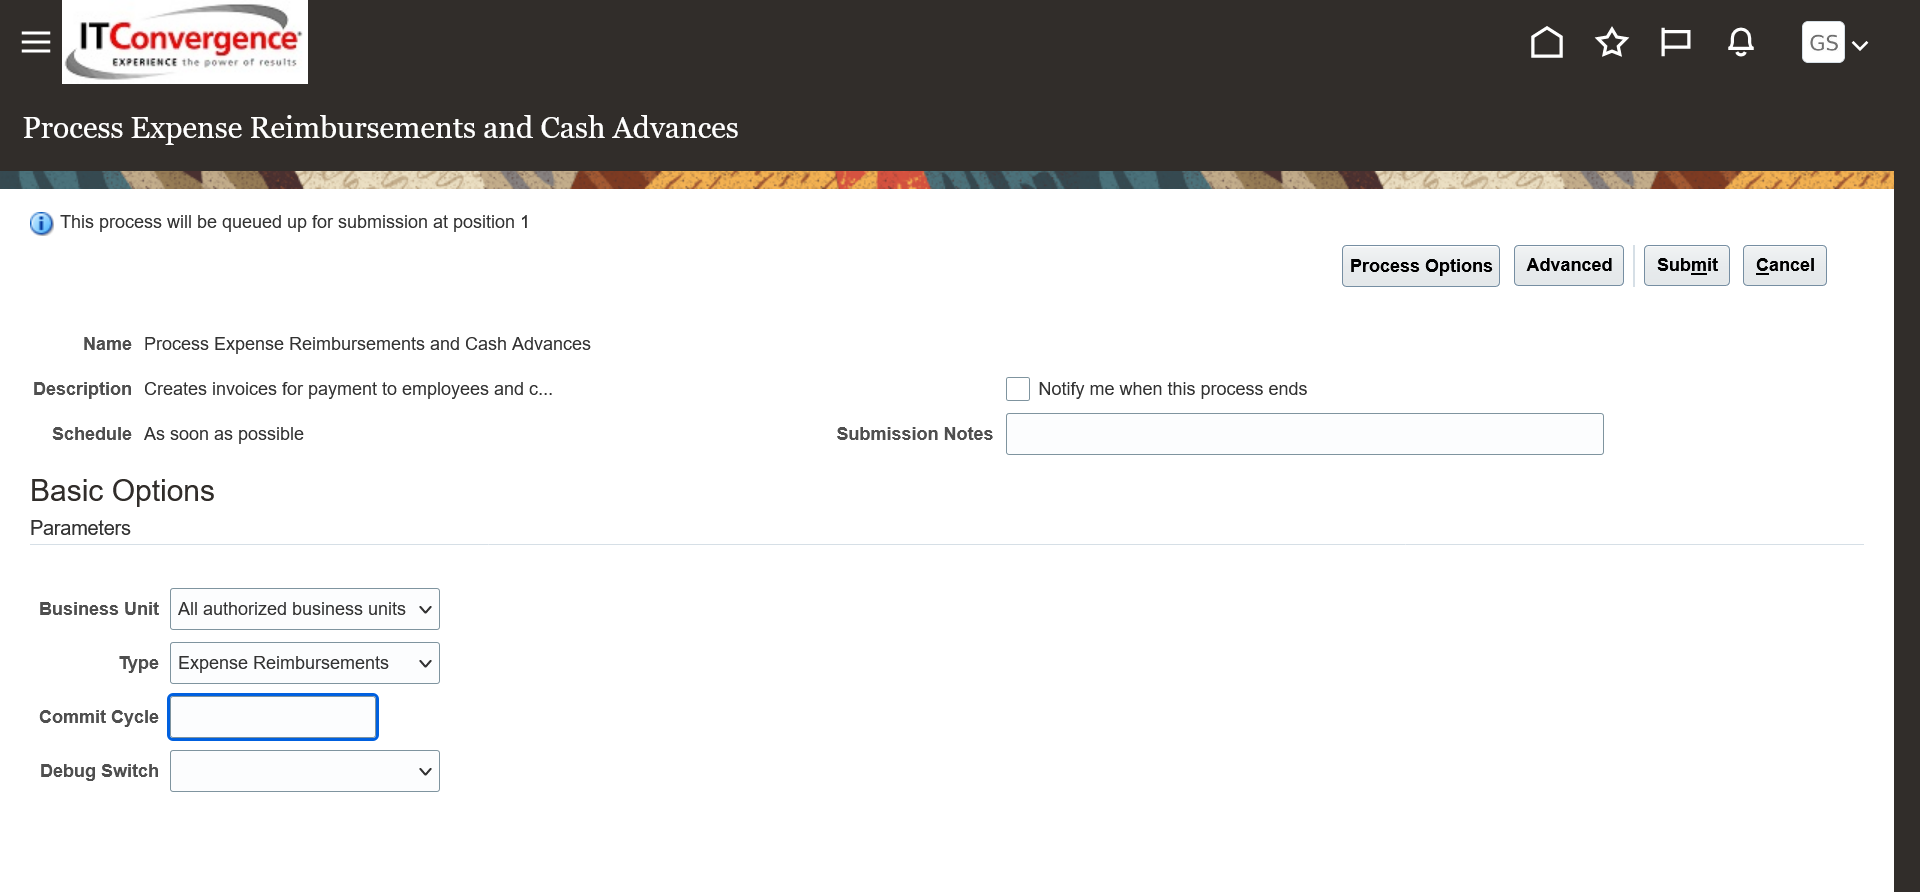 ITConvergence
EXPERIENCE the power of results
GS
Process Expense Reimbursements and Cash Advances
This process will be queued up for submission at position 1
Process Options
Advanced
Submit
Cancel
Name Process Expense Reimbursements and Cash Advances
Description Creates invoices for payment to employees and c...
Notify me when this process ends
Schedule As soon as possible
Submission Notes
Basic Options
Parameters
Business Unit All authorized business units
Type Expense Reimbursements
Commit Cycle
Debug Switch